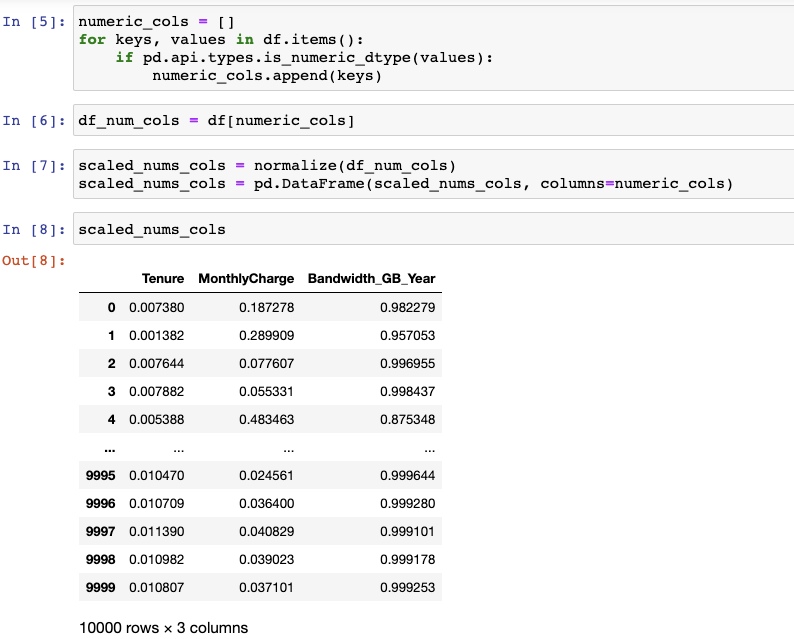 In [5]: numeric_cols = []
for keys, values in df.items():
    if pd.api.types.is_numeric_dtype(values):
        numeric_cols.append(keys)
In [6]: df_num_cols = df[numeric_cols]
In [7]: scaled_nums_cols = normalize(df_num_cols)
scaled_nums_cols = pd.DataFrame(scaled_nums_cols, columns=numeric_cols)
In [8]: scaled_nums_cols
Out[8]:
Tenure MonthlyCharge Bandwidth_GB_Year
0 0.007380 0.187278 0.982279
1 0.001382 0.289909 0.957053
2 0.007644 0.077607 0.996955
3 0.007882 0.055331 0.998437
4 0.005388 0.483463 0.875348
... ... ... ...
9995 0.010470 0.024561 0.999644
9996 0.010709 0.036400 0.999280
9997 0.011390 0.040829 0.999101
9998 0.010982 0.039023 0.999178
9999 0.010807 0.037101 0.999253
10000 rows × 3 columns